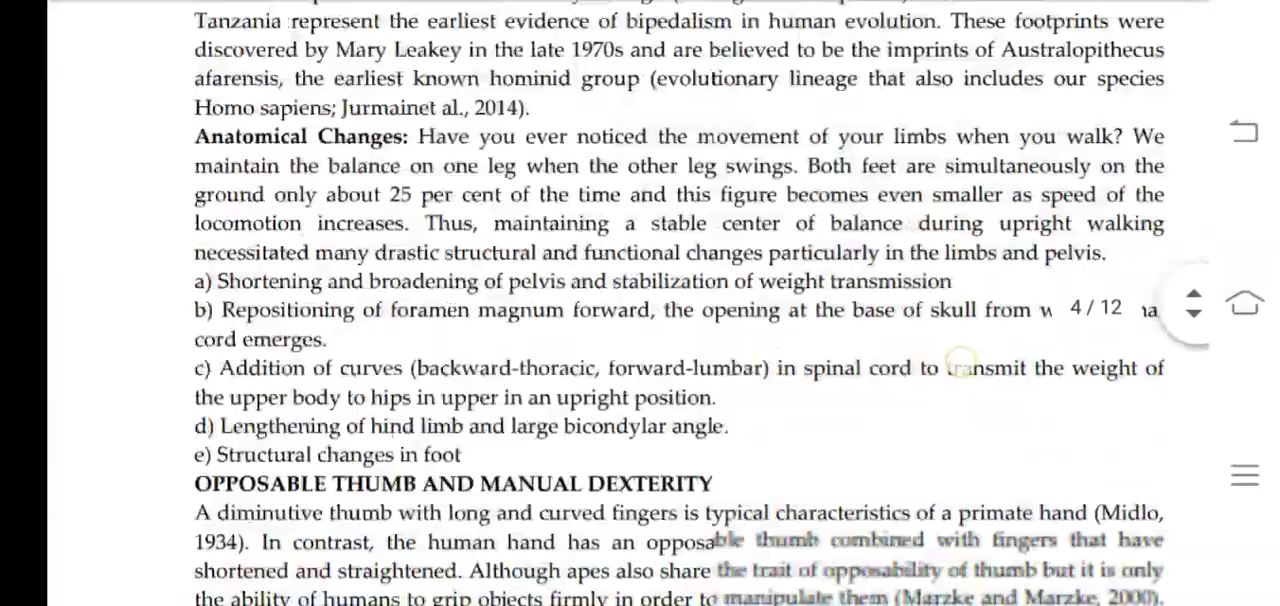 Tanzania represent the earliest evidence of bipedalism in human evolution. These footprints were
discovered by Mary Leakey in the late 1970s and are believed to be the imprints of Australopithecus
afarensis, the earliest known hominid group (evolutionary lineage that also includes our species
Homo sapiens; Jurmainet al., 2014).
Anatomical Changes: Have you ever noticed the movement of your limbs when you walk? We
maintain the balance on one leg when the other leg swings. Both feet are simultaneously on the
ground only about 25 per cent of the time and this figure becomes even smaller as speed of the
locomotion increases. Thus, maintaining a stable center of balance during upright walking
necessitated many drastic structural and functional changes particularly in the limbs and pelvis.
a) Shortening and broadening of pelvis and stabilization of weight transmission
b) Repositioning of foramen magnum forward, the opening at the base of skull from 4 / 12
cord emerges.
c) Addition of curves (backward-thoracic, forward-lumbar) in spinal cord to transmit the weight of
the upper body to hips in upper in an upright position.
d) Lengthening of hind limb and large bicondylar angle.
e) Structural changes in foot
OPPOSABLE THUMB AND MANUAL DEXTERITY
A diminutive thumb with long and curved fingers is typical characteristics of a primate hand (Midlo,
1934). In contrast, the human hand has an opposable thumb combined with fingers that have
shortened and straightened. Although apes also share the trait of opposability of thumb but it is only
the ability of humans to grip objects firmly in order to manipulate them (Marzke and Marzke, 2000).